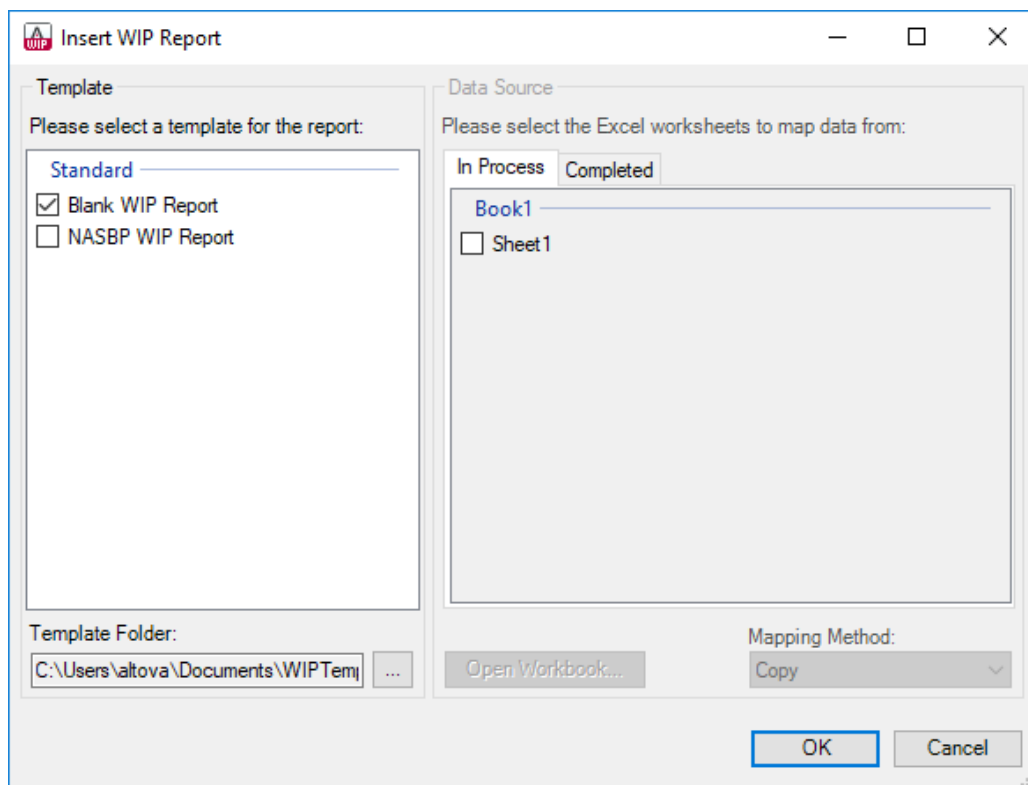 A WIP
Insert WIP Report
Template
Please select a template for the report:
Standard
Blank WIP Report
NASBP WIP Report
Template Folder:
C:\Users\altova\Documents\WIPTemp
...
Data Source
Please select the Excel worksheets to map data from:
In Process
Completed
Book1
Sheet1
Open Workbook...
Mapping Method:
Copy
OK
Cancel